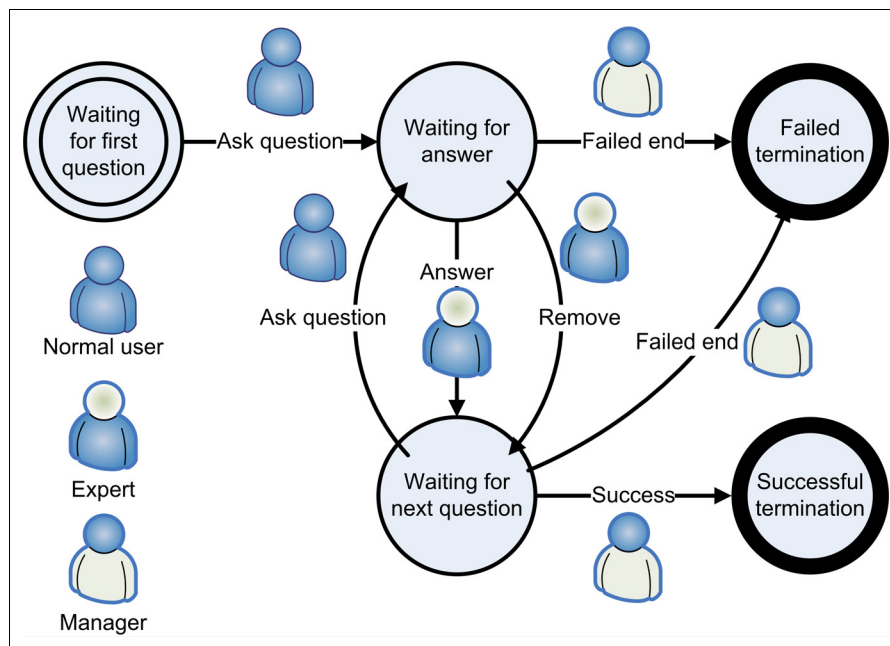 Waiting
for first
question
Ask question
Waiting for
answer
Failed end
Failed
termination
Normal user
Ask question
Answer
Remove
Failed end
Expert
Waiting for
next question
Success
Successful
termination
Manager